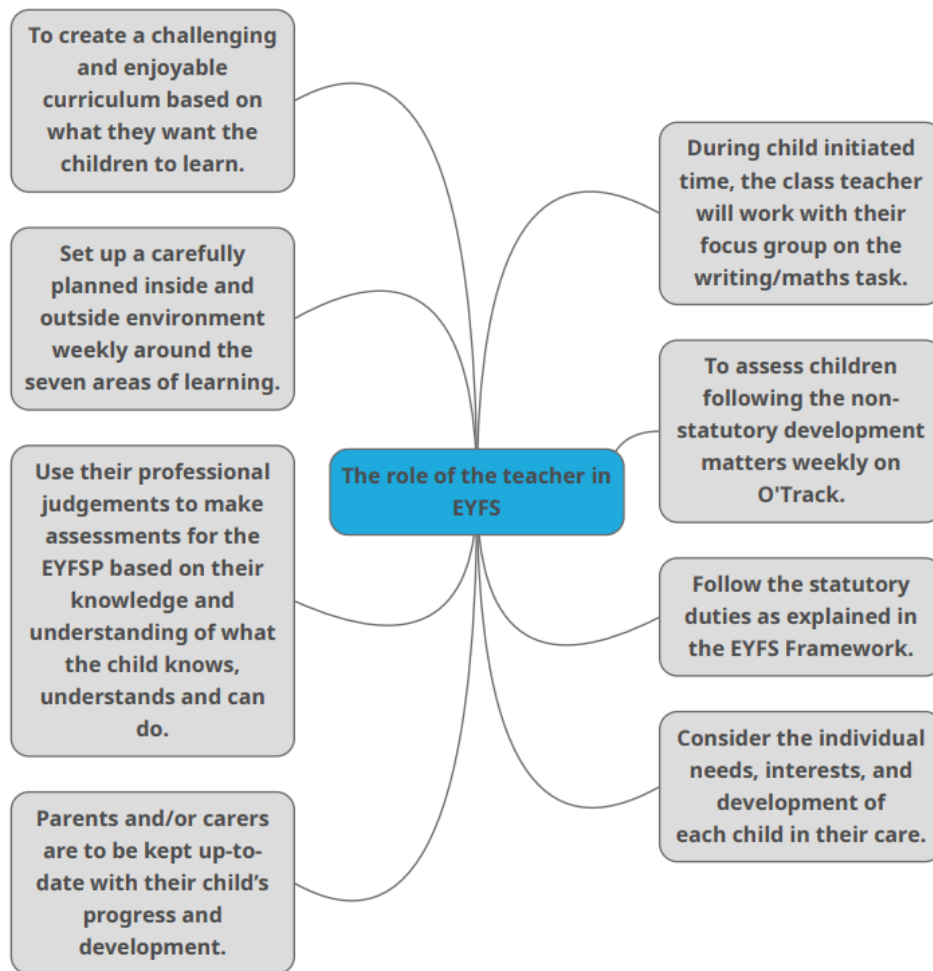 To create a challenging
and enjoyable
curriculum based on
what they want the
children to learn.
Set up a carefully
planned inside and
outside environment
weekly around the
seven areas of learning.
Use their professional
judgements to make
assessments for the
EYFSP based on their
knowledge and
understanding of what
the child knows,
understands and can
do.
Parents and/or carers
are to be kept up-to-
date with their child’s
progress and
development.
The role of the teacher in
EYFS
During child initiated
time, the class teacher
will work with their
focus group on the
writing/maths task.
To assess children
following the non-
statutory development
matters weekly on
O'Track.
Follow the statutory
duties as explained in
the EYFS Framework.
Consider the individual
needs, interests, and
development of
each child in their care.